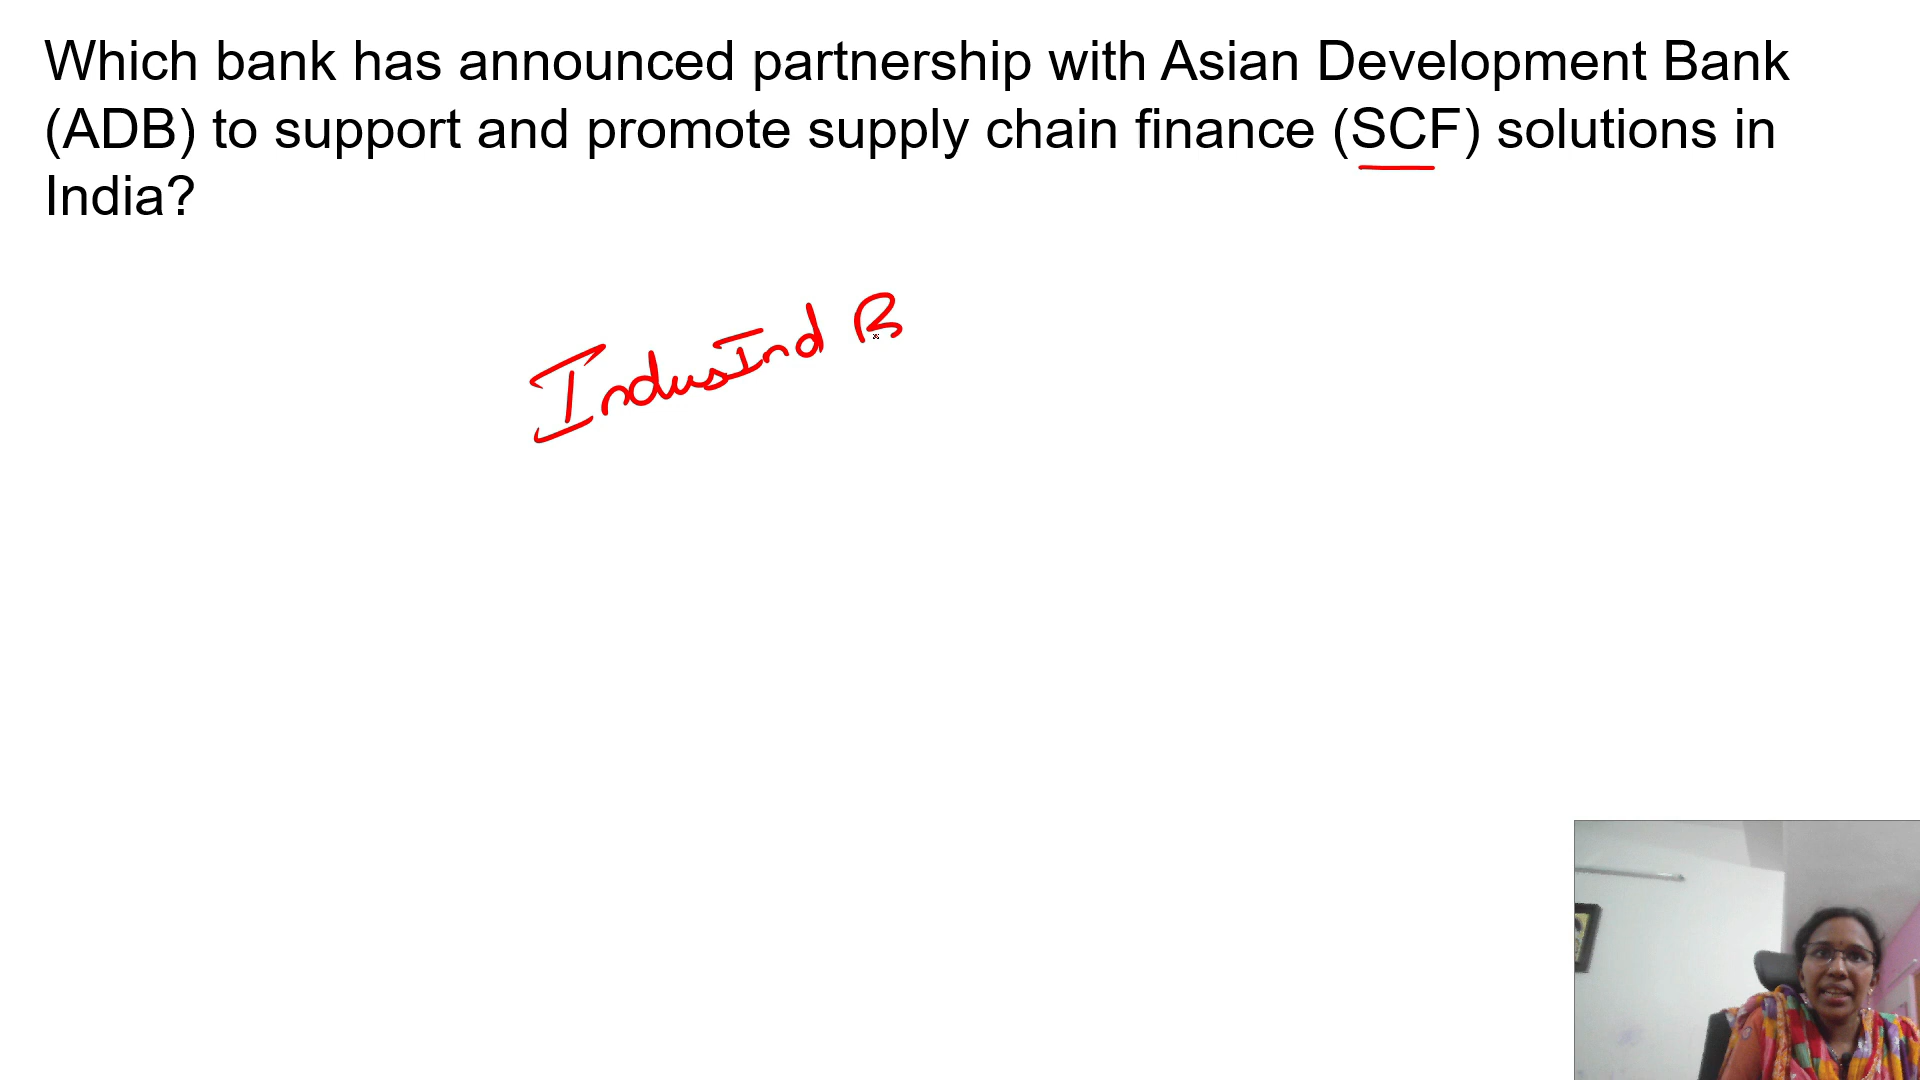 Which bank has announced partnership with Asian Development Bank
(ADB) to support and promote supply chain finance (SCF) solutions in
India?
IndusInd B